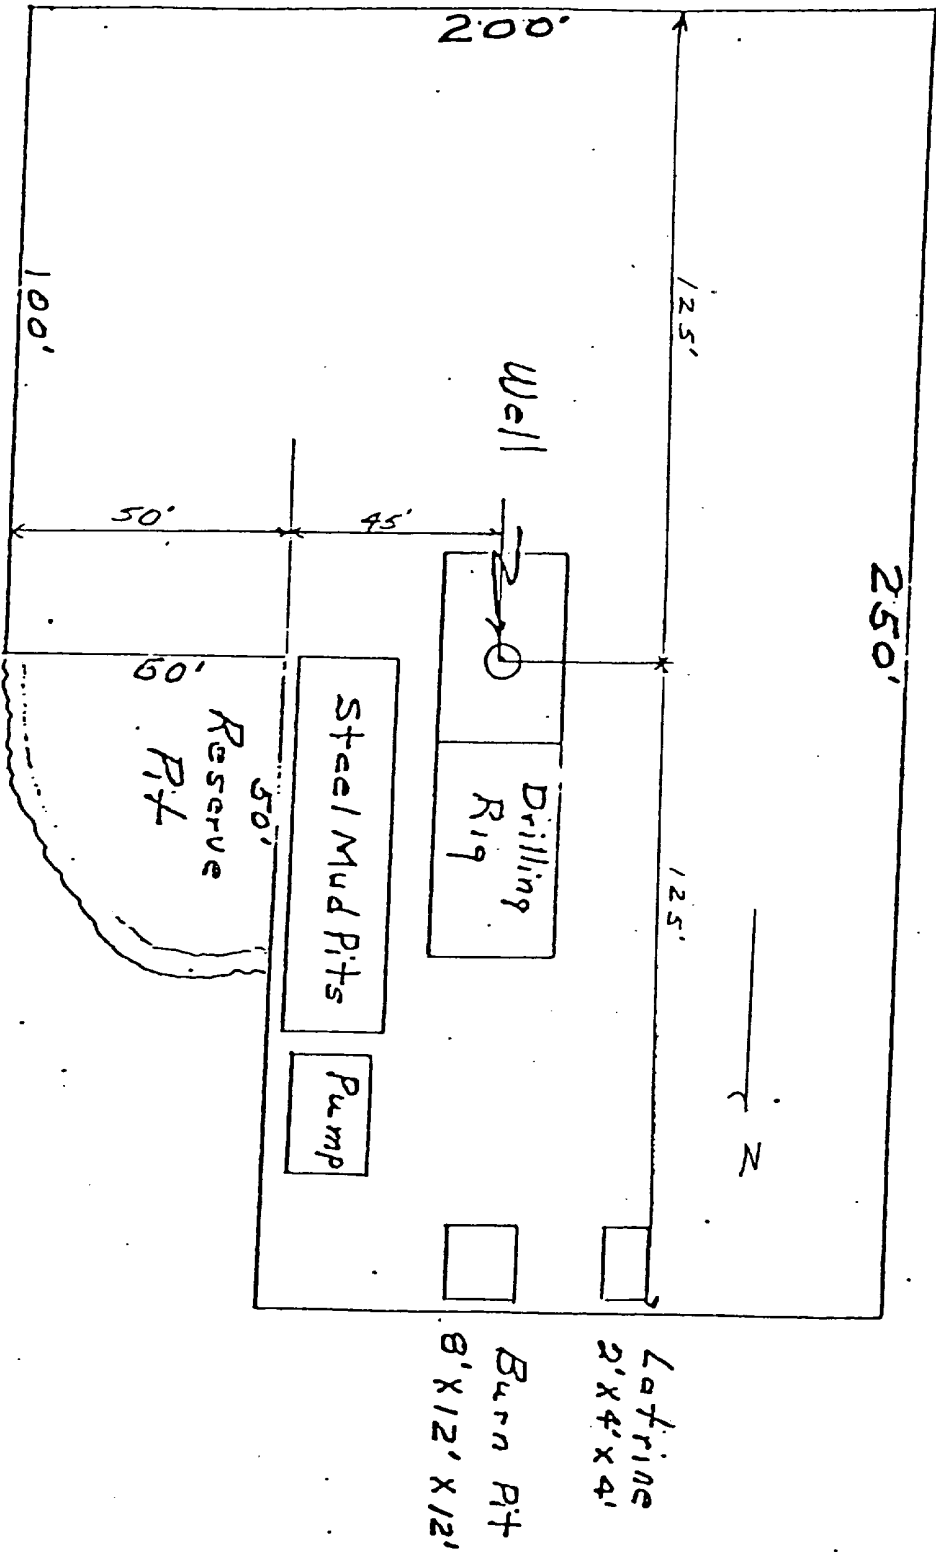 250'
200'
125'
125'
N
Latrine
2'X4'X4'
Well
Drilling
Rig
Burn Pit
8'X12'X12'
45'
50'
Steel Mud Pits
Pump
50'
60'
Reserve
Pit
100'